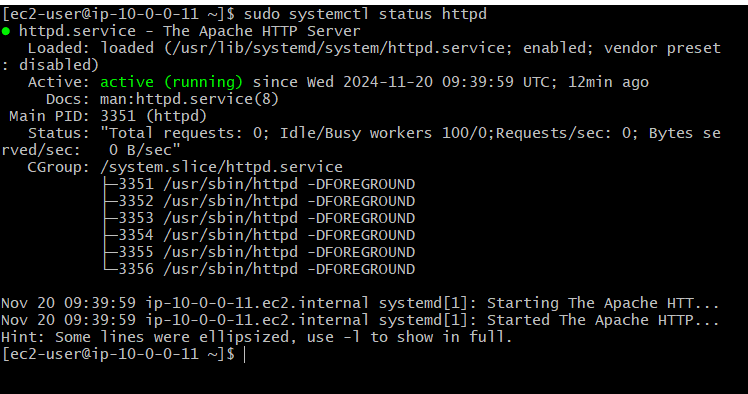 [ec2-user@ip-10-0-0-11 ~]$ sudo systemctl status httpd
● httpd.service - The Apache HTTP Server
   Loaded: loaded (/usr/lib/systemd/system/httpd.service; enabled; vendor preset
: disabled)
   Active: active (running) since Wed 2024-11-20 09:39:59 UTC; 12min ago
     Docs: man:httpd.service(8)
 Main PID: 3351 (httpd)
   Status: "Total requests: 0; Idle/Busy workers 100/0;Requests/sec: 0; Bytes se
rved/sec:   0 B/sec"
   CGroup: /system.slice/httpd.service
           ├─3351 /usr/sbin/httpd -DFOREGROUND
           ├─3352 /usr/sbin/httpd -DFOREGROUND
           ├─3353 /usr/sbin/httpd -DFOREGROUND
           ├─3354 /usr/sbin/httpd -DFOREGROUND
           ├─3355 /usr/sbin/httpd -DFOREGROUND
           └─3356 /usr/sbin/httpd -DFOREGROUND

Nov 20 09:39:59 ip-10-0-0-11.ec2.internal systemd[1]: Starting The Apache HTT...
Nov 20 09:39:59 ip-10-0-0-11.ec2.internal systemd[1]: Started The Apache HTTP...
Hint: Some lines were ellipsized, use -l to show in full.
[ec2-user@ip-10-0-0-11 ~]$